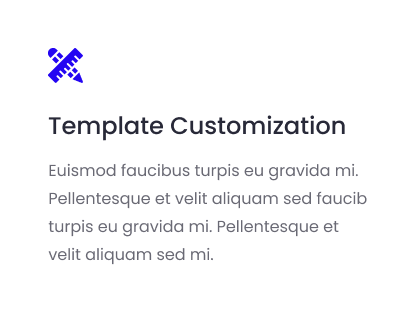 Template Customization
Euismod faucibus turpis eu gravida mi.
Pellentesque et velit aliquam sed faucib
turpis eu gravida mi. Pellentesque et
velit aliquam sed mi.